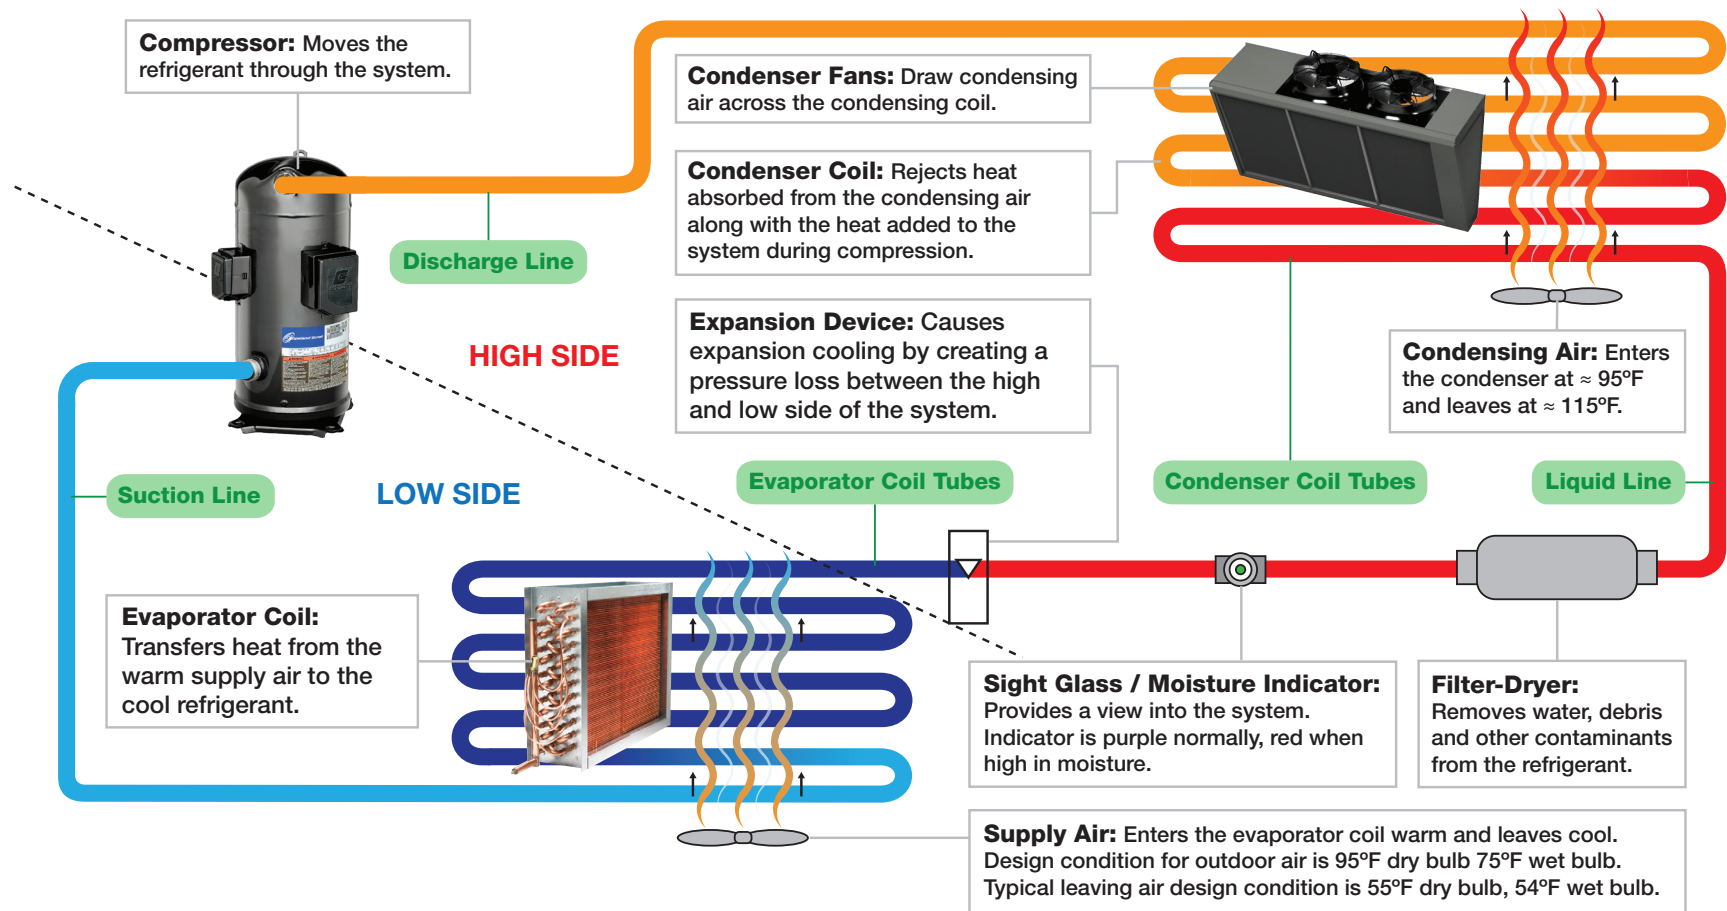 Compressor: Moves the
refrigerant through the system.
Condenser Fans: Draw condensing
air across the condensing coil.
Condenser Coil: Rejects heat
absorbed from the condensing air
along with the heat added to the
system during compression.
Discharge Line
Expansion Device: Causes
expansion cooling by creating a
pressure loss between the high
and low side of the system.
HIGH SIDE
Condensing Air: Enters
the condenser at ≈ 95ºF
and leaves at ≈ 115ºF.
Suction Line
LOW SIDE
Evaporator Coil Tubes
Condenser Coil Tubes
Liquid Line
Evaporator Coil:
Transfers heat from the
warm supply air to the
cool refrigerant.
Sight Glass / Moisture Indicator:
Provides a view into the system.
Indicator is purple normally, red when
high in moisture.
Filter-Dryer:
Removes water, debris
and other contaminants
from the refrigerant.
Supply Air: Enters the evaporator coil warm and leaves cool.
Design condition for outdoor air is 95ºF dry bulb 75ºF wet bulb.
Typical leaving air design condition is 55ºF dry bulb, 54ºF wet bulb.